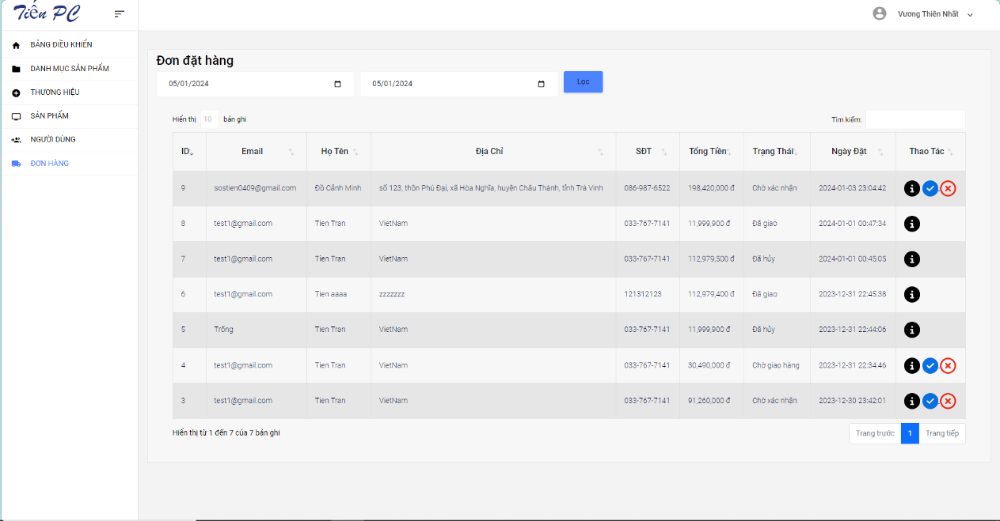 Tiến PC
Vương Thiên Nhất
BẢNG ĐIỀU KHIỂN
DANH MỤC SẢN PHẨM
THƯƠNG HIỆU
SẢN PHẨM
NGƯỜI DÙNG
ĐƠN HÀNG
Đơn đặt hàng
05/01/2024 05/01/2024 Lọc
Hiển thị 10 bản ghi Tìm kiếm:
ID Email Họ Tên Địa Chỉ SĐT Tổng Tiền Trạng Thái Ngày Đặt Thao Tác
9 sostien0409@gmail.com Đỗ Cảnh Minh số 123, thôn Phú Đại, xã Hòa Nghĩa, huyện Châu Thành, tỉnh Trà Vinh 086-987-6522 198,420,000 đ Chờ xác nhận 2024-01-03 23:04:42
8 test1@gmail.com Tien Tran VietNam 033-767-7141 11,999,900 đ Đã giao 2024-01-01 00:47:34
7 test1@gmail.com Tien Tran VietNam 033-767-7141 112,979,500 đ Đã hủy 2024-01-01 00:45:05
6 test1@gmail.com Tien aaaa zzzzzzz 121312123 112,979,400 đ Đã giao 2023-12-31 22:45:38
5 Trống Tien Tran VietNam 033-767-7141 11,999,900 đ Đã hủy 2023-12-31 22:44:06
4 test1@gmail.com Tien Tran VietNam 033-767-7141 30,490,000 đ Chờ giao hàng 2023-12-31 22:34:46
3 test1@gmail.com Tien Tran VietNam 033-767-7141 91,260,000 đ Chờ xác nhận 2023-12-30 23:42:01
Hiển thị từ 1 đến 7 của 7 bản ghi
Trang trước 1 Trang tiếp